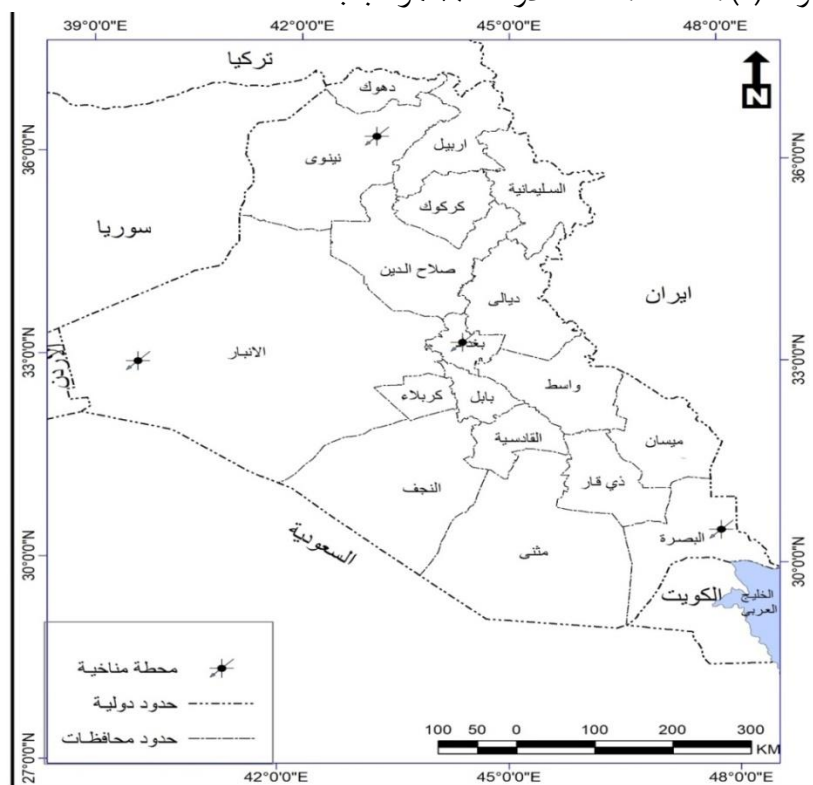 39°0'0"E 42°0'0"E 45°0'0"E 48°0'0"E
تركيا
دهوك
N
36°0'0"N
نينوى
اربيل
36°0'0"N
السليمانية
كركوك
سوريا
صلاح الدين
ديالى
ايران
33°0'0"N
الاردن
الانبار
بغداد
33°0'0"N
واسط
كربلاء
بابل
القادسية
ميسان
النجف
ذي قار
البصرة
السعودية
مثنى
30°0'0"N
30°0'0"N
الكويت
الخليج
العربي
محطة مناخية
حدود دولية
حدود محافظات
100 50 0 100 200 300
KM
27°0'0"N
42°0'0"E 45°0'0"E 48°0'0"E